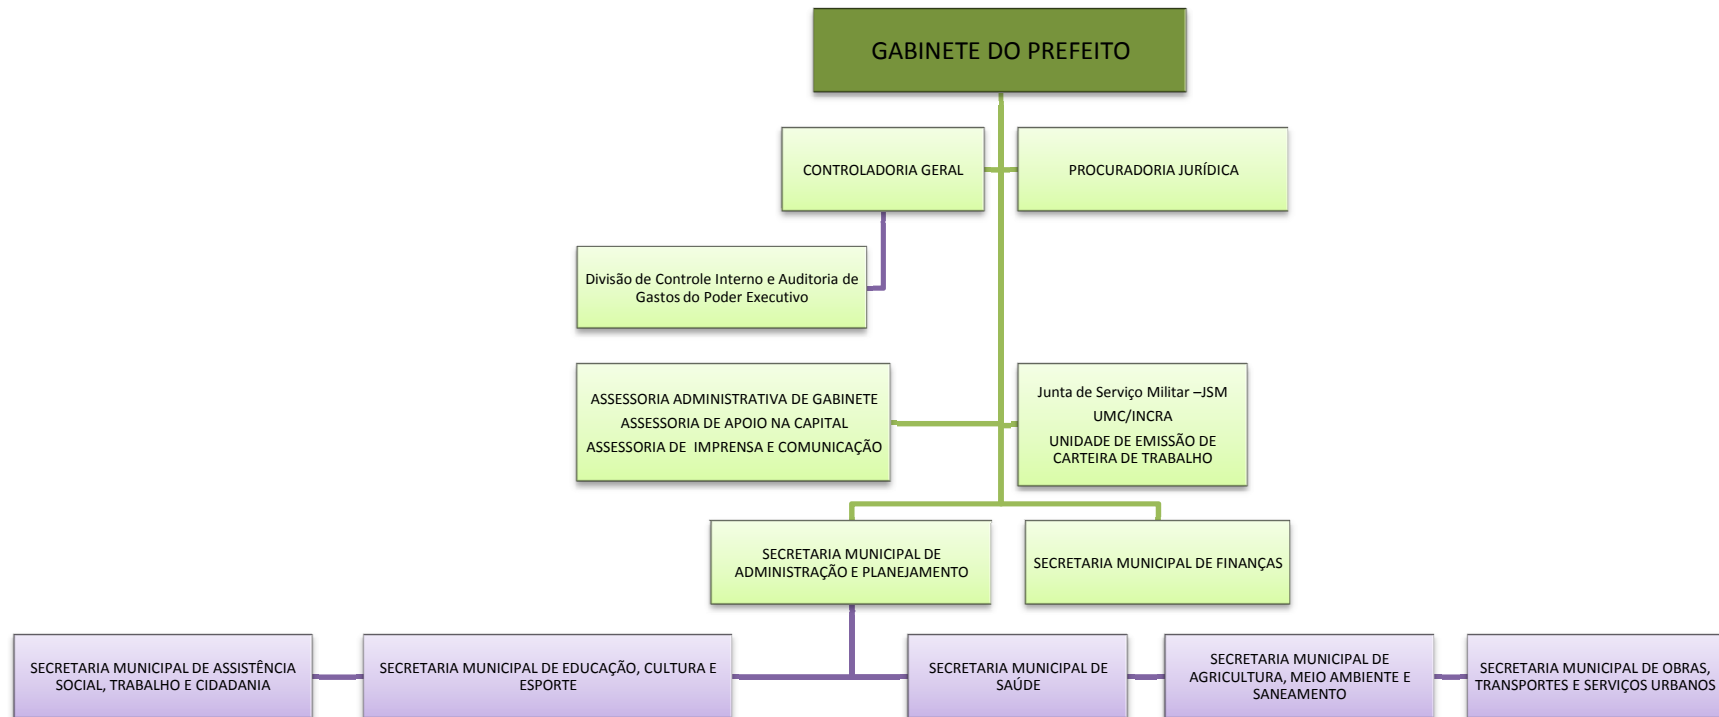 GABINETE DO PREFEITO
CONTROLADORIA GERAL
PROCURADORIA JURÍDICA
Divisão de Controle Interno e Auditoria de
Gastos do Poder Executivo
ASSESSORIA ADMINISTRATIVA DE GABINETE
ASSESSORIA DE APOIO NA CAPITAL
ASSESSORIA DE IMPRENSA E COMUNICAÇÃO
Junta de Serviço Militar –JSM
UMC/INCRA
UNIDADE DE EMISSÃO DE
CARTEIRA DE TRABALHO
SECRETARIA MUNICIPAL DE
ADMINISTRAÇÃO E PLANEJAMENTO
SECRETARIA MUNICIPAL DE FINANÇAS
SECRETARIA MUNICIPAL DE ASSISTÊNCIA
SOCIAL, TRABALHO E CIDADANIA
SECRETARIA MUNICIPAL DE EDUCAÇÃO, CULTURA E
ESPORTE
SECRETARIA MUNICIPAL DE
SAÚDE
SECRETARIA MUNICIPAL DE
AGRICULTURA, MEIO AMBIENTE E
SANEAMENTO
SECRETARIA MUNICIPAL DE OBRAS,
TRANSPORTES E SERVIÇOS URBANOS